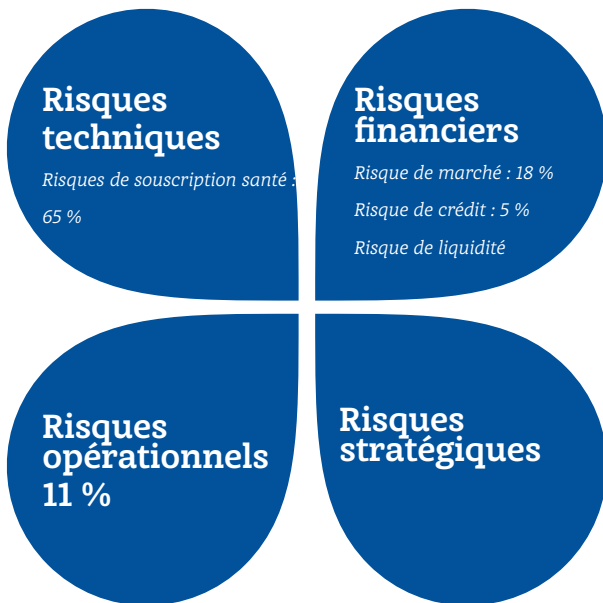 Risques
techniques
Risques de souscription santé :
65 %
Risques
financiers
Risque de marché : 18 %
Risque de crédit : 5 %
Risque de liquidité
Risques
opérationnels
11 %
Risques
stratégiques